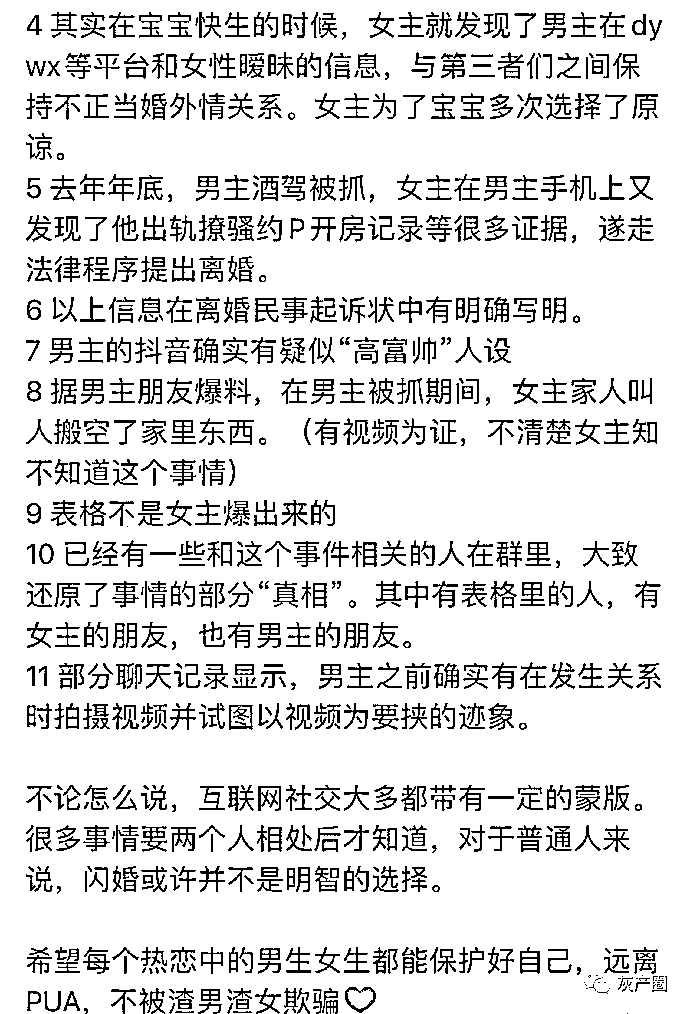 4 其实在宝宝快生的时候，女主就发现了男主在dy
wx等平台和女性暧昧的信息，与第三者们之间保
持不正当婚外情关系。女主为了宝宝多次选择了原
谅。
5 去年年底，男主酒驾被抓，女主在男主手机上又
发现了他出轨撩骚约P开房记录等很多证据，遂走
法律程序提出离婚。
6 以上信息在离婚民事起诉状中有明确写明。
7 男主的抖音确实有疑似“高富帅”人设
8 据男主朋友爆料，在男主被抓期间，女主家人叫
人搬空了家里东西。（有视频为证，不清楚女主知
不知道这个事情）
9 表格不是女主爆出来的
10 已经有一些和这个事件相关的人在群里，大致
还原了事情的部分“真相”。其中有表格里的人，有
女主的朋友，也有男主的朋友。
11 部分聊天记录显示，男主之前确实有在发生关系
时拍摄视频并试图以视频为要挟的迹象。
不论怎么说，互联网社交大多都带有一定的蒙版。
很多事情要两个人相处后才知道，对于普通人来
说，闪婚或许并不是明智的选择。
希望每个热恋中的男生女生都能保护好自己，远离
PUA，不被渣男渣女欺骗♡
灰产圈